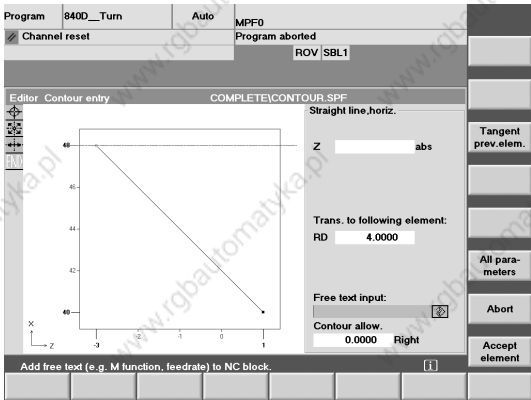 Program 840D__Turn Auto MPF0
Channel reset Program aborted
ROV SBL1
Editor Contour entry COMPLETE\CONTOUR.SPF
Straight line,horiz.
Z abs
Tangent
prev.elem.
END
48
46
44
42
40
-3 -2 -1 0 1
X
Z
Trans. to following element:
RD 4.0000
All para-
meters
Free text input:
Abort
Contour allow.
0.0000 Right
Accept
element
Add free text (e.g. M function, feedrate) to NC block.
i
www.rgbautomatyka.pl